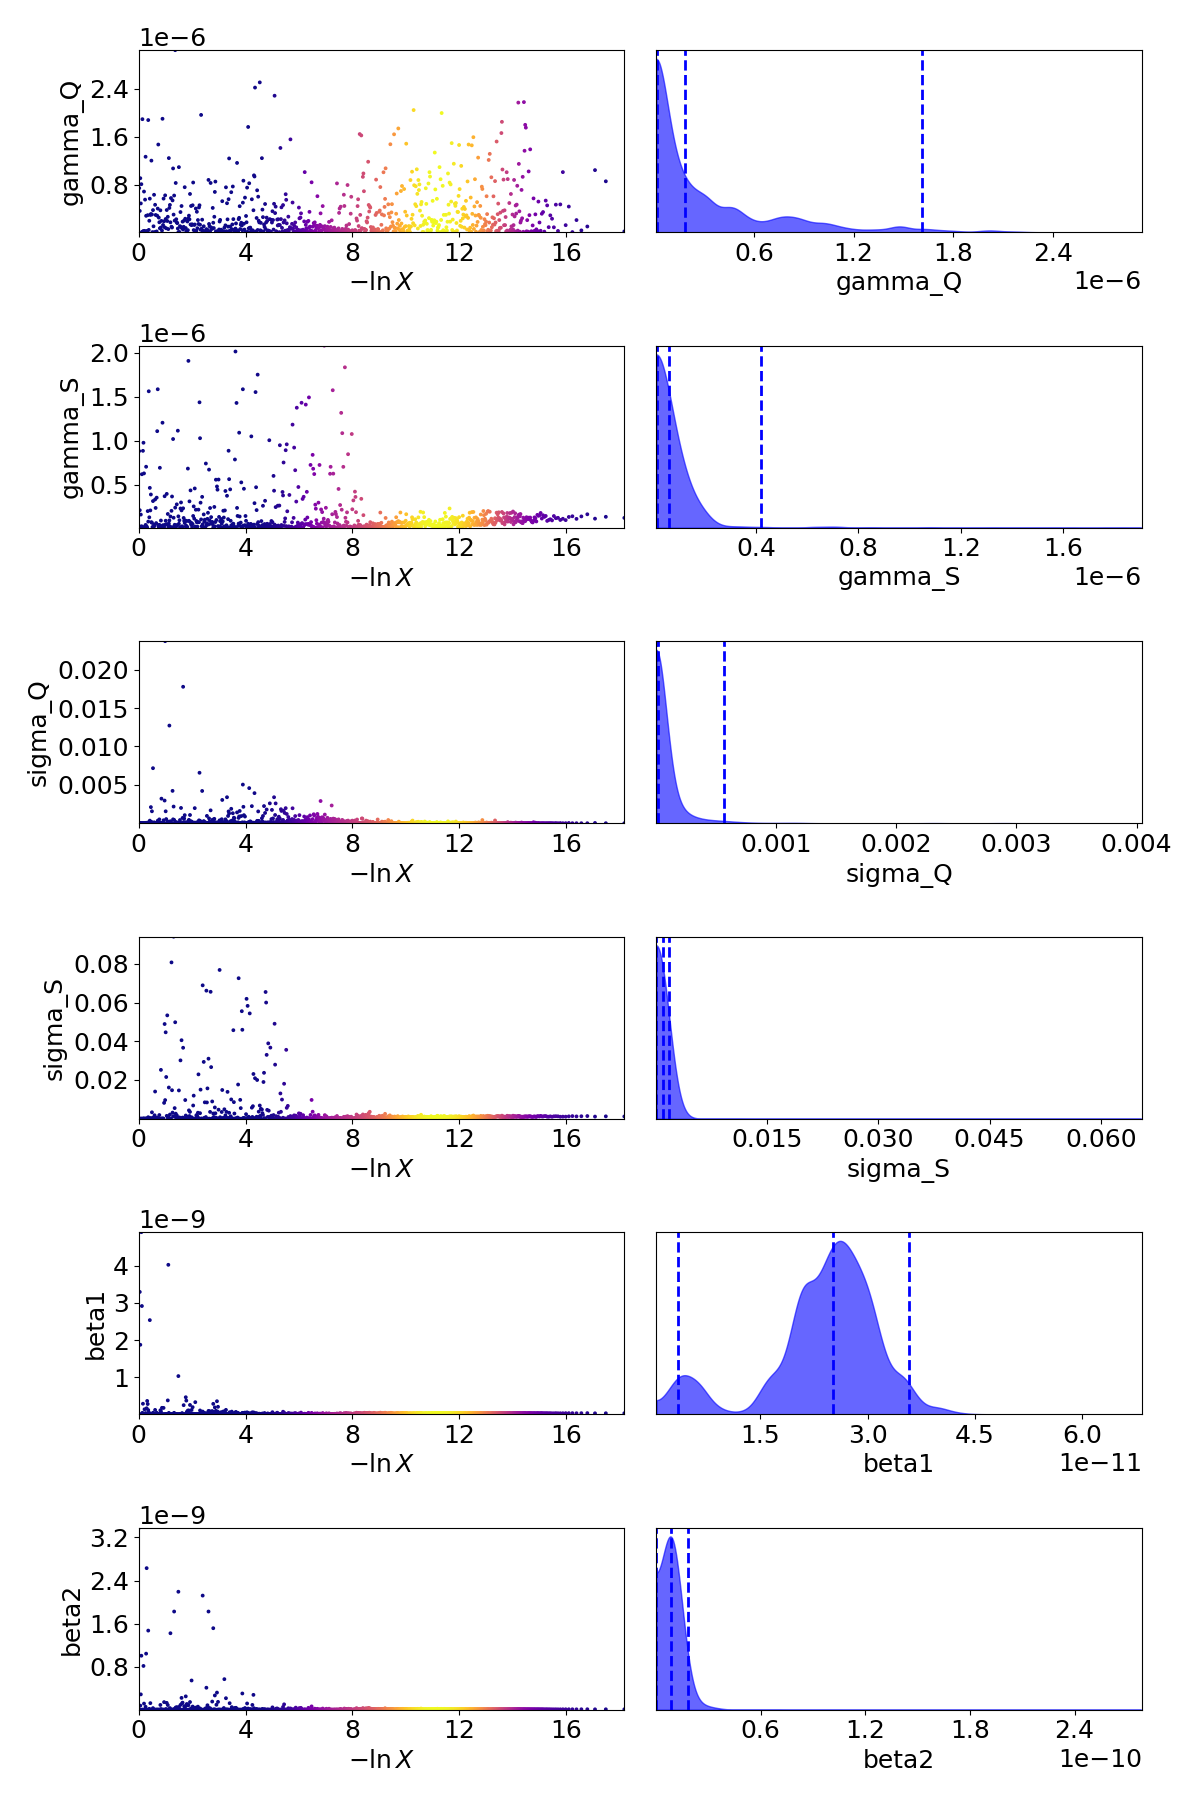 1e−6
gamma_Q
2.4
1.6
0.8
0 4 8 12 16
−ln X
0.6 1.2 1.8 2.4
gamma_Q
1e−6
1e−6
gamma_S
2.0
1.5
1.0
0.5
0 4 8 12 16
−ln X
0.4 0.8 1.2 1.6
gamma_S
1e−6
sigma_Q
0.020
0.015
0.010
0.005
0 4 8 12 16
−ln X
0.001 0.002 0.003 0.004
sigma_Q
sigma_S
0.08
0.06
0.04
0.02
0 4 8 12 16
−ln X
0.015 0.030 0.045 0.060
sigma_S
1e−9
beta1
4
3
2
1
0 4 8 12 16
−ln X
1.5 3.0 4.5 6.0
beta1
1e−11
1e−9
beta2
3.2
2.4
1.6
0.8
0 4 8 12 16
−ln X
0.6 1.2 1.8 2.4
beta2
1e−10